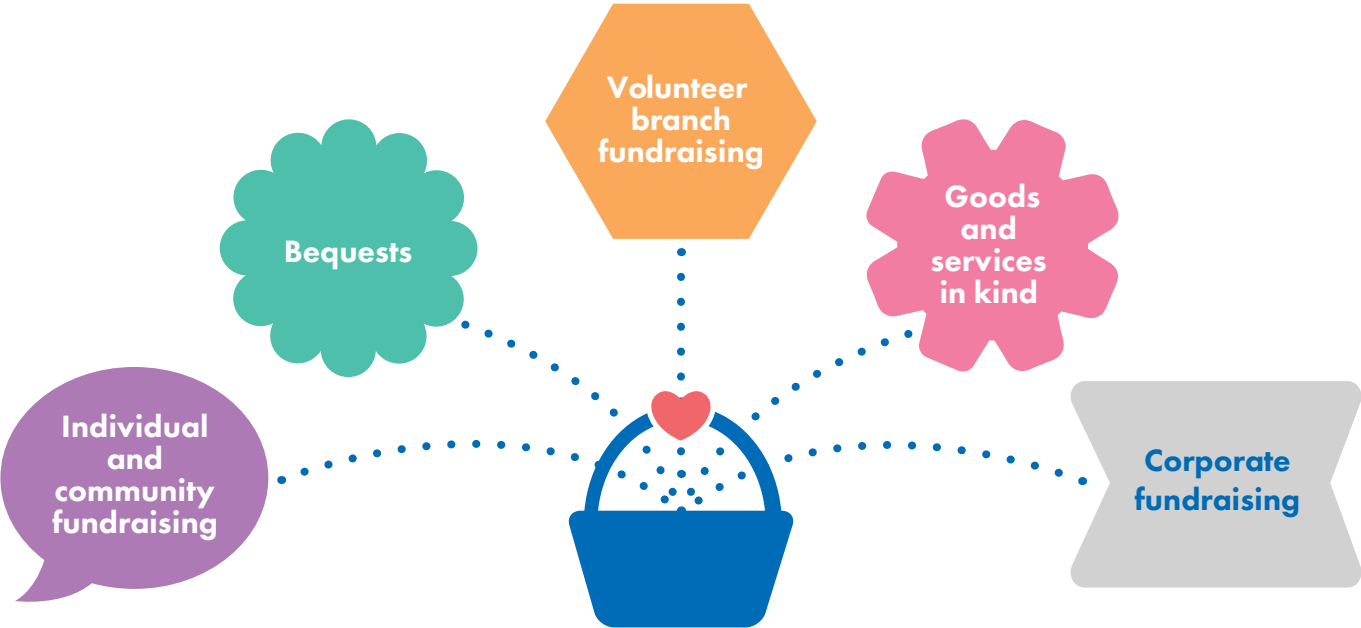 Volunteer
branch
fundraising
Bequests
Goods
and
services
in kind
Individual
and
community
fundraising
Corporate
fundraising